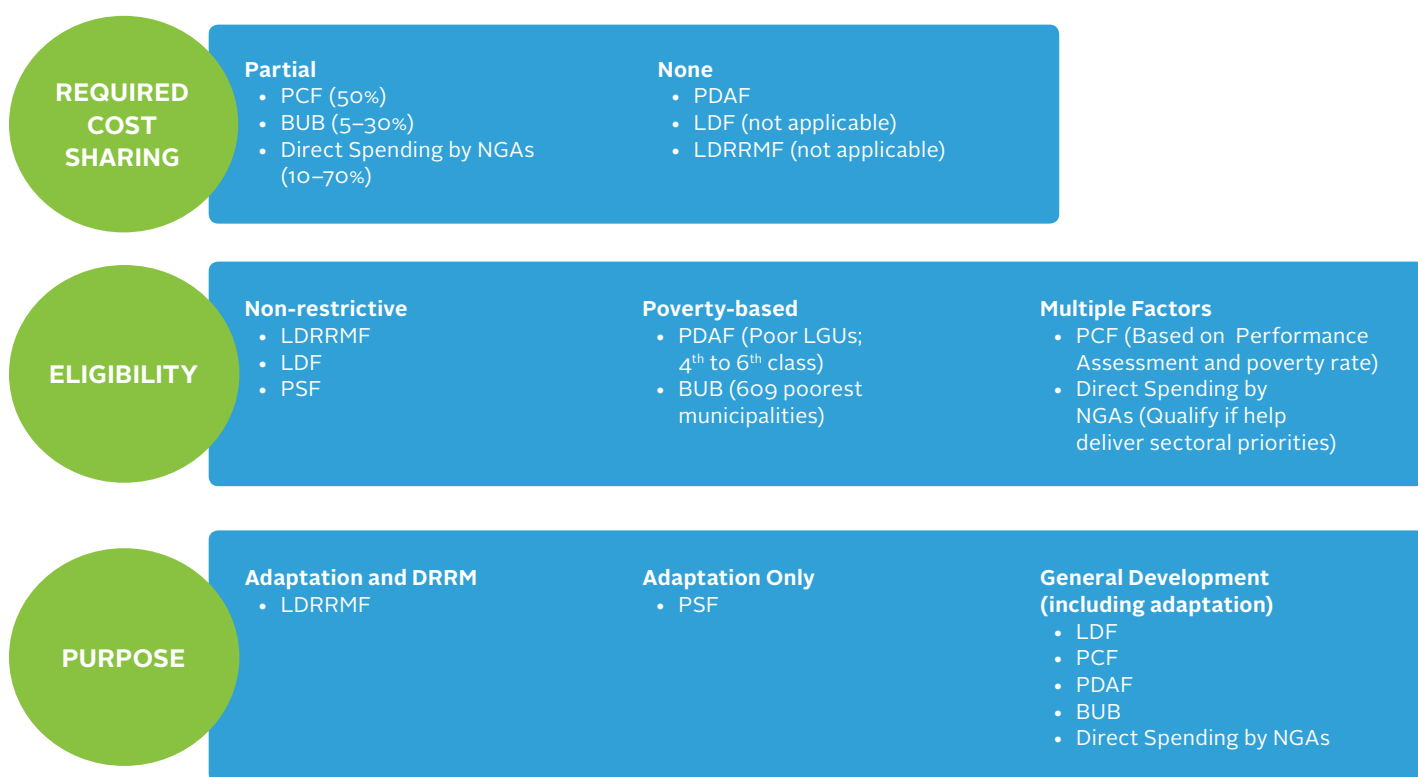 REQUIRED
COST
SHARING
Partial
• PCF (50%)
• BUB (5–30%)
• Direct Spending by NGAs
(10–70%)
None
• PDAF
• LDF (not applicable)
• LDRRMF (not applicable)
ELIGIBILITY
Non-restrictive
• LDRRMF
• LDF
• PSF
Poverty-based
• PDAF (Poor LGUs;
4th to 6th class)
• BUB (609 poorest
municipalities)
Multiple Factors
• PCF (Based on Performance
Assessment and poverty rate)
• Direct Spending by
NGAs (Qualify if help
deliver sectoral priorities)
PURPOSE
Adaptation and DRRM
• LDRRMF
Adaptation Only
• PSF
General Development
(including adaptation)
• LDF
• PCF
• PDAF
• BUB
• Direct Spending by NGAs